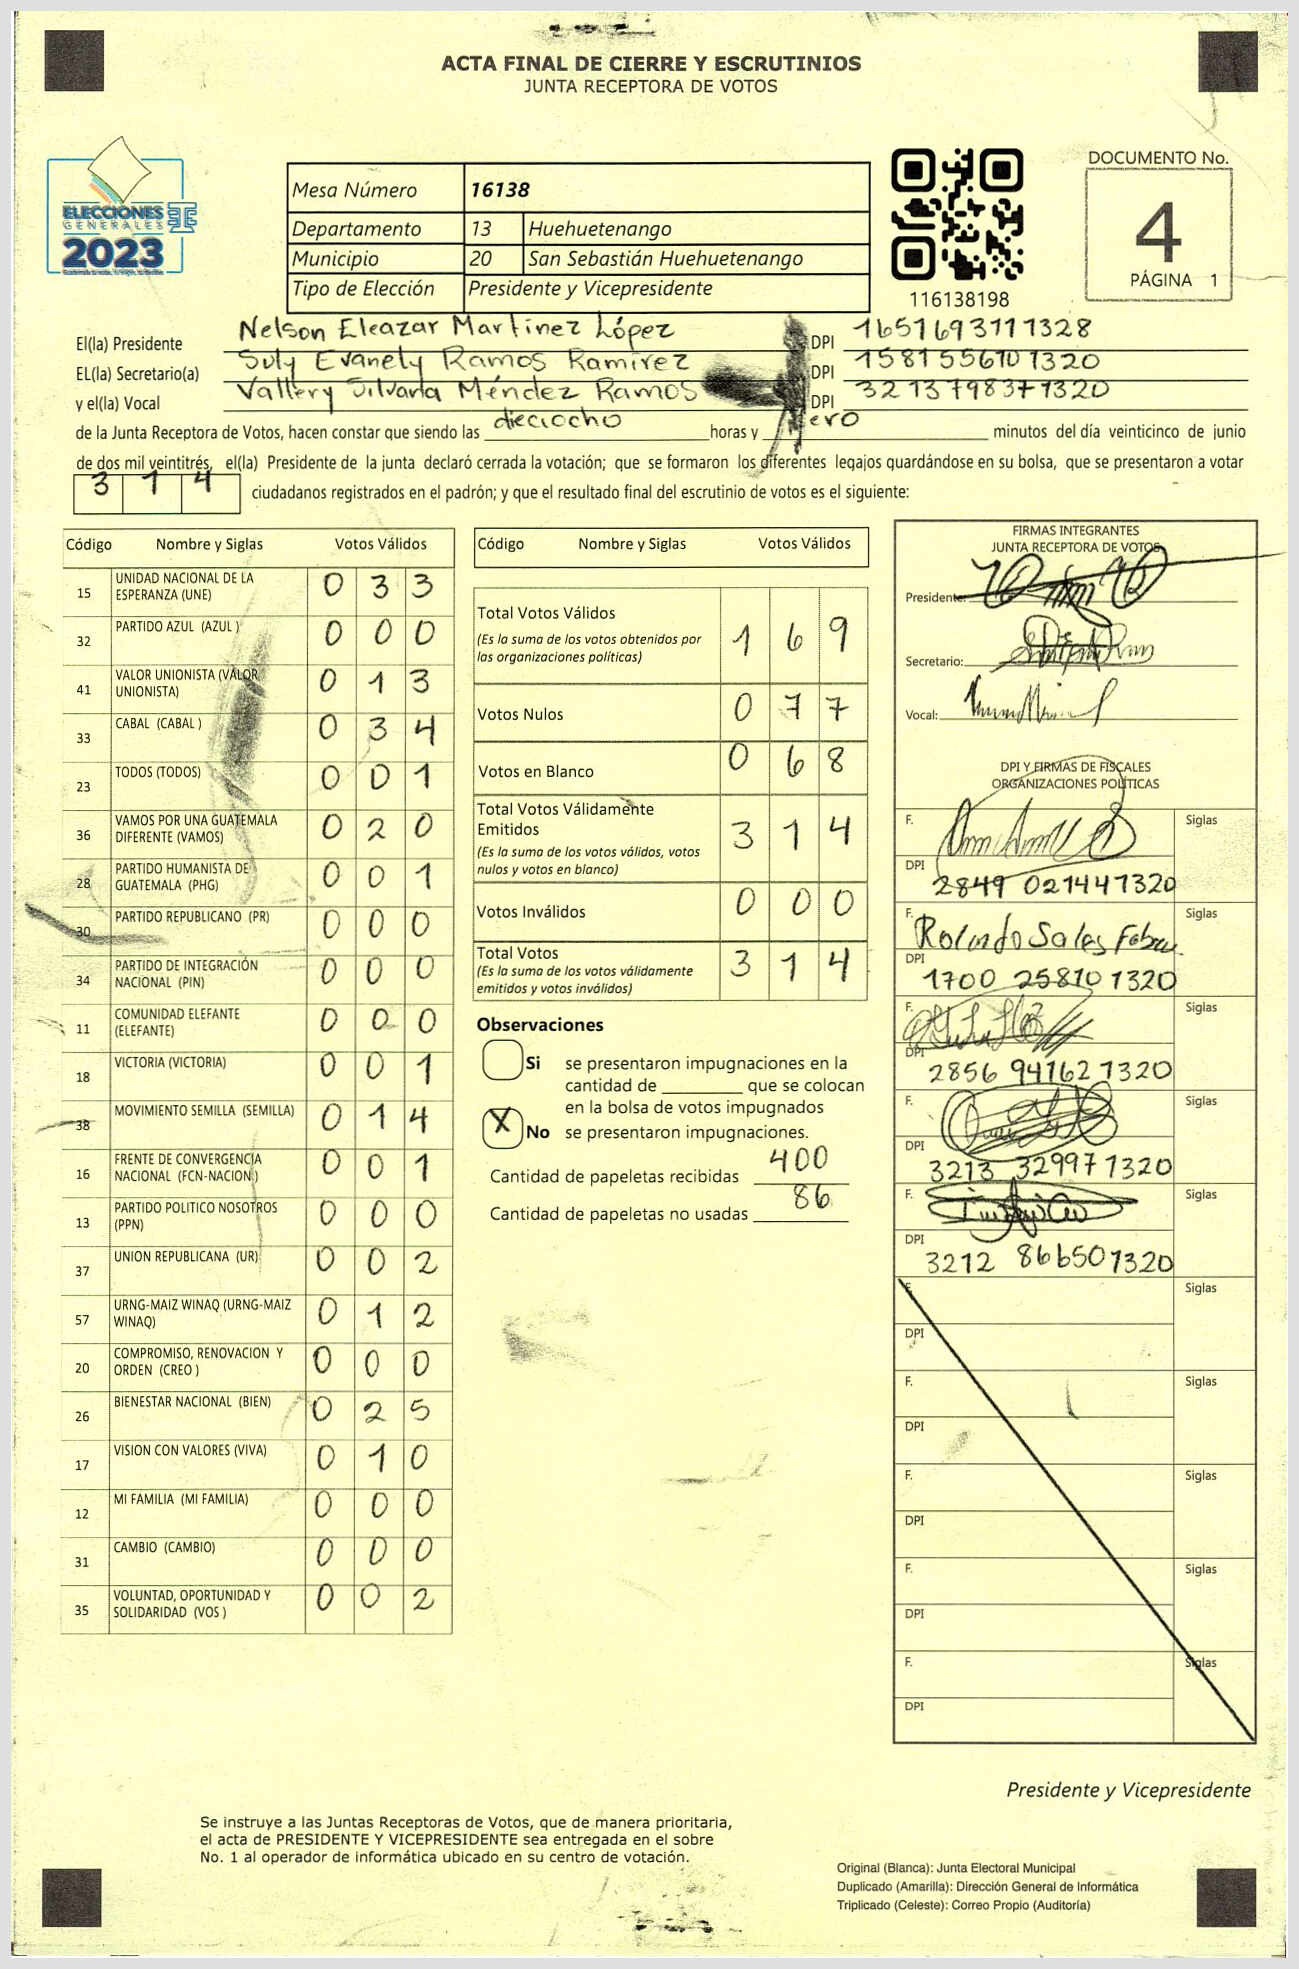 ACTA FINAL DE CIERRE Y ESCRUTINIOS
JUNTA RECEPTORA DE VOTOS
ELECCIONES
GENERALES
2023
Mesa Número 16138
Departamento 13 Huehuetenango
Municipio 20 San Sebastián Huehuetenango
Tipo de Elección Presidente y Vicepresidente
116138198
DOCUMENTO No.
4
PÁGINA 1
El(la) Presidente Nelson Eleazar Martinez López DPI 1651693111328
EL(la) Secretario(a) Suly Evanely Ramos Ramirez DPI 1581556101320
y el(la) Vocal Vallery Silvana Méndez Ramos DPI 3213798371320
de la Junta Receptora de Votos, hacen constar que siendo las dieciocho horas y cero minutos del día veinticinco de junio
de dos mil veintitrés, el(la) Presidente de la junta declaró cerrada la votación; que se formaron los diferentes legajos guardándose en su bolsa, que se presentaron a votar
314 ciudadanos registrados en el padrón; y que el resultado final del escrutinio de votos es el siguiente:
Código Nombre y Siglas Votos Válidos
15 UNIDAD NACIONAL DE LA ESPERANZA (UNE) 0 3 3
32 PARTIDO AZUL (AZUL ) 0 0 0
41 VALOR UNIONISTA (VALOR UNIONISTA) 0 1 3
33 CABAL (CABAL ) 0 3 4
23 TODOS (TODOS) 0 0 1
36 VAMOS POR UNA GUATEMALA DIFERENTE (VAMOS) 0 2 0
28 PARTIDO HUMANISTA DE GUATEMALA (PHG) 0 0 1
30 PARTIDO REPUBLICANO (PR) 0 0 0
34 PARTIDO DE INTEGRACIÓN NACIONAL (PIN) 0 0 0
11 COMUNIDAD ELEFANTE (ELEFANTE) 0 0 0
18 VICTORIA (VICTORIA) 0 0 1
38 MOVIMIENTO SEMILLA (SEMILLA) 0 1 4
16 FRENTE DE CONVERGENCIA NACIONAL (FCN-NACION) 0 0 1
13 PARTIDO POLITICO NOSOTROS (PPN) 0 0 0
37 UNION REPUBLICANA (UR) 0 0 2
57 URNG-MAIZ WINAQ (URNG-MAIZ WINAQ) 0 1 2
20 COMPROMISO, RENOVACION Y ORDEN (CREO ) 0 0 0
26 BIENESTAR NACIONAL (BIEN) 0 2 5
17 VISION CON VALORES (VIVA) 0 1 0
12 MI FAMILIA (MI FAMILIA) 0 0 0
31 CAMBIO (CAMBIO) 0 0 0
35 VOLUNTAD, OPORTUNIDAD Y SOLIDARIDAD (VOS ) 0 0 2
Código Nombre y Siglas Votos Válidos
Total Votos Válidos 1 6 9
(Es la suma de los votos obtenidos por
las organizaciones políticas)
Votos Nulos 0 7 7
Votos en Blanco 0 6 8
Total Votos Válidamente
Emitidos 3 1 4
(Es la suma de los votos válidos, votos
nulos y votos en blanco)
Votos Inválidos 0 0 0
Total Votos 3 1 4
(Es la suma de los votos válidamente
emitidos y votos inválidos)
Observaciones
Si se presentaron impugnaciones en la
cantidad de ________ que se colocan
en la bolsa de votos impugnados
X No se presentaron impugnaciones.
Cantidad de papeletas recibidas 400
Cantidad de papeletas no usadas 86
FIRMAS INTEGRANTES
JUNTA RECEPTORA DE VOTOS
Presidente:
Secretario:
Vocal:
DPI Y FIRMAS DE FISCALES
ORGANIZACIONES POLITICAS
F. Siglas
DPI 2849 021441320
F. Rolando Sales Siglas
DPI 1700 258101320
F. Siglas
DPI 2856 941621320
F. Siglas
DPI 3213 329971320
F. Siglas
DPI 3212 866501320
F. Siglas
DPI
F. Siglas
DPI
F. Siglas
DPI
F. Siglas
DPI
F. Siglas
DPI
Presidente y Vicepresidente
Se instruye a las Juntas Receptoras de Votos, que de manera prioritaria,
el acta de PRESIDENTE Y VICEPRESIDENTE sea entregada en el sobre
No. 1 al operador de informática ubicado en su centro de votación.
Original (Blanca): Junta Electoral Municipal
Duplicado (Amarilla): Dirección General de Informática
Triplicado (Celeste): Correo Propio (Auditoría)